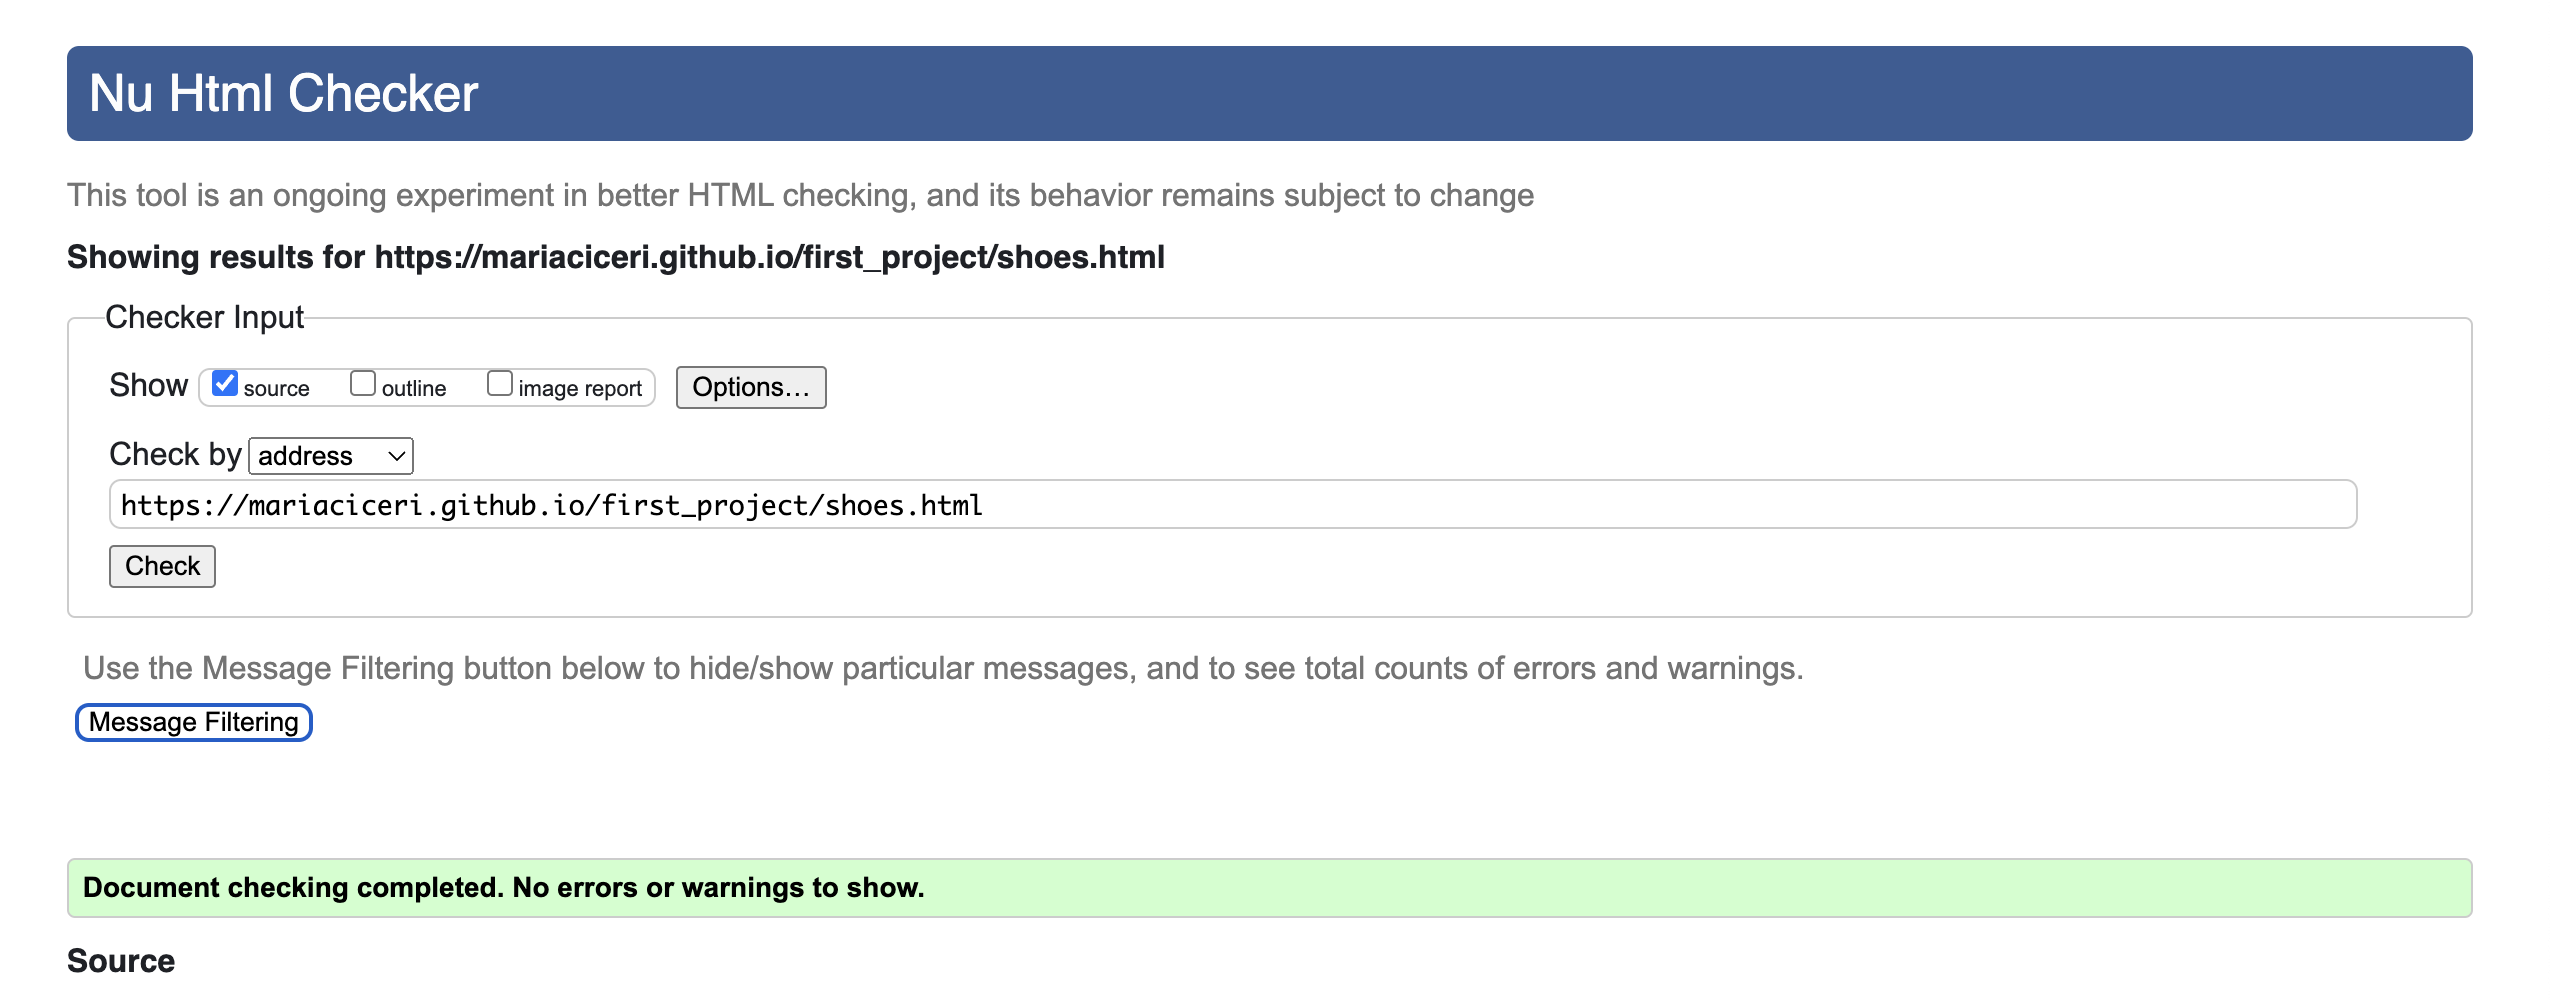 Nu Html Checker
This tool is an ongoing experiment in better HTML checking, and its behavior remains subject to change
Showing results for https://mariaciceri.github.io/first_project/shoes.html
Checker Input
Show source outline image report Options...
Check by address
https://mariaciceri.github.io/first_project/shoes.html
Check
Use the Message Filtering button below to hide/show particular messages, and to see total counts of errors and warnings.
Message Filtering
Document checking completed. No errors or warnings to show.
Source